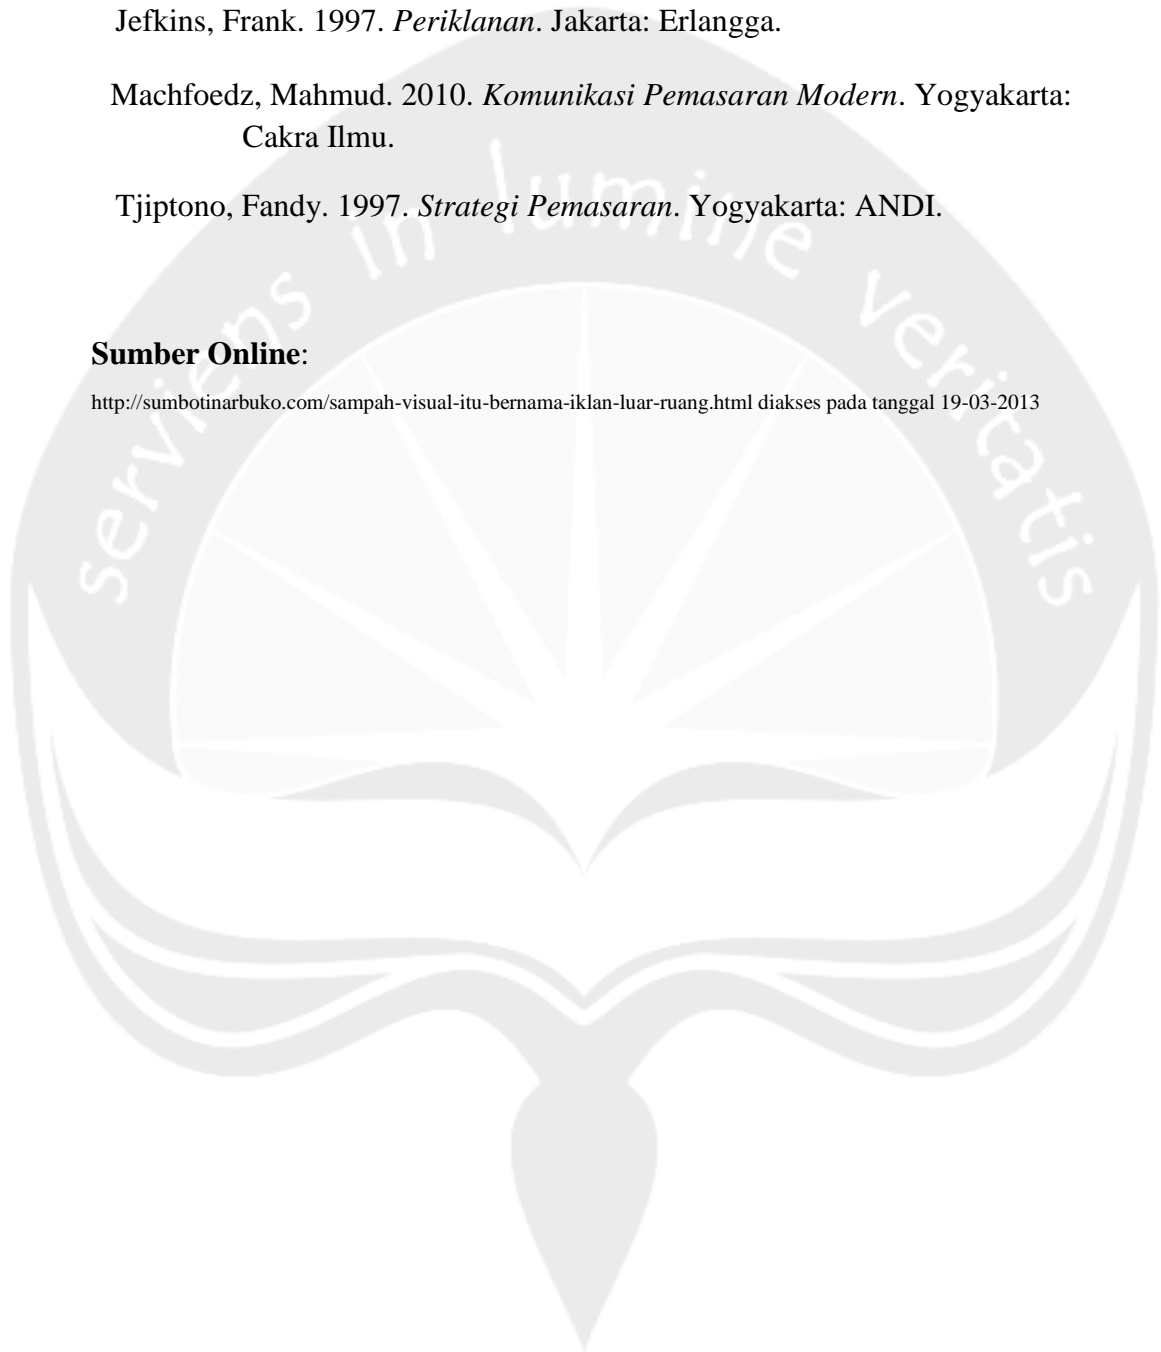 Jefkins, Frank. 1997. Periklanan. Jakarta: Erlangga.
Machfoedz, Mahmud. 2010. Komunikasi Pemasaran Modern. Yogyakarta:
Cakra Ilmu.
Tjiptono, Fandy. 1997. Strategi Pemasaran. Yogyakarta: ANDI.
serviens in lumine veritatis
Sumber Online:
http://sumbotinarbuko.com/sampah-visual-itu-bernama-iklan-luar-ruang.html diakses pada tanggal 19-03-2013